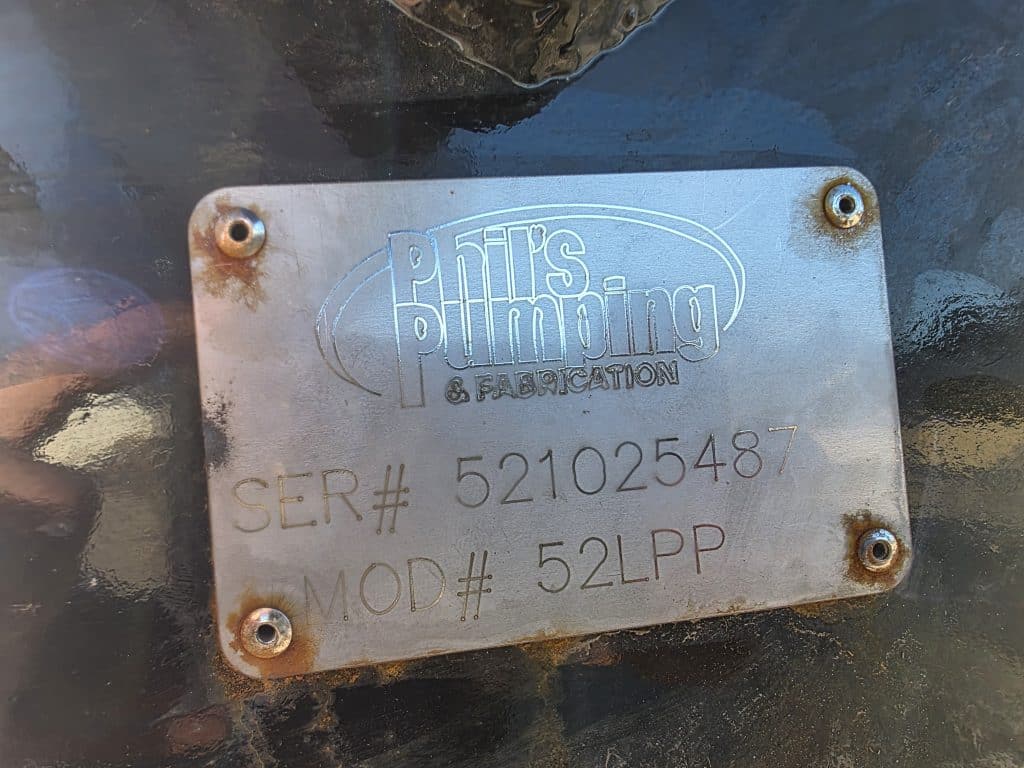 Phil's
Pumping
& FABRICATION
SER# 521025487
MOD# 52LPP